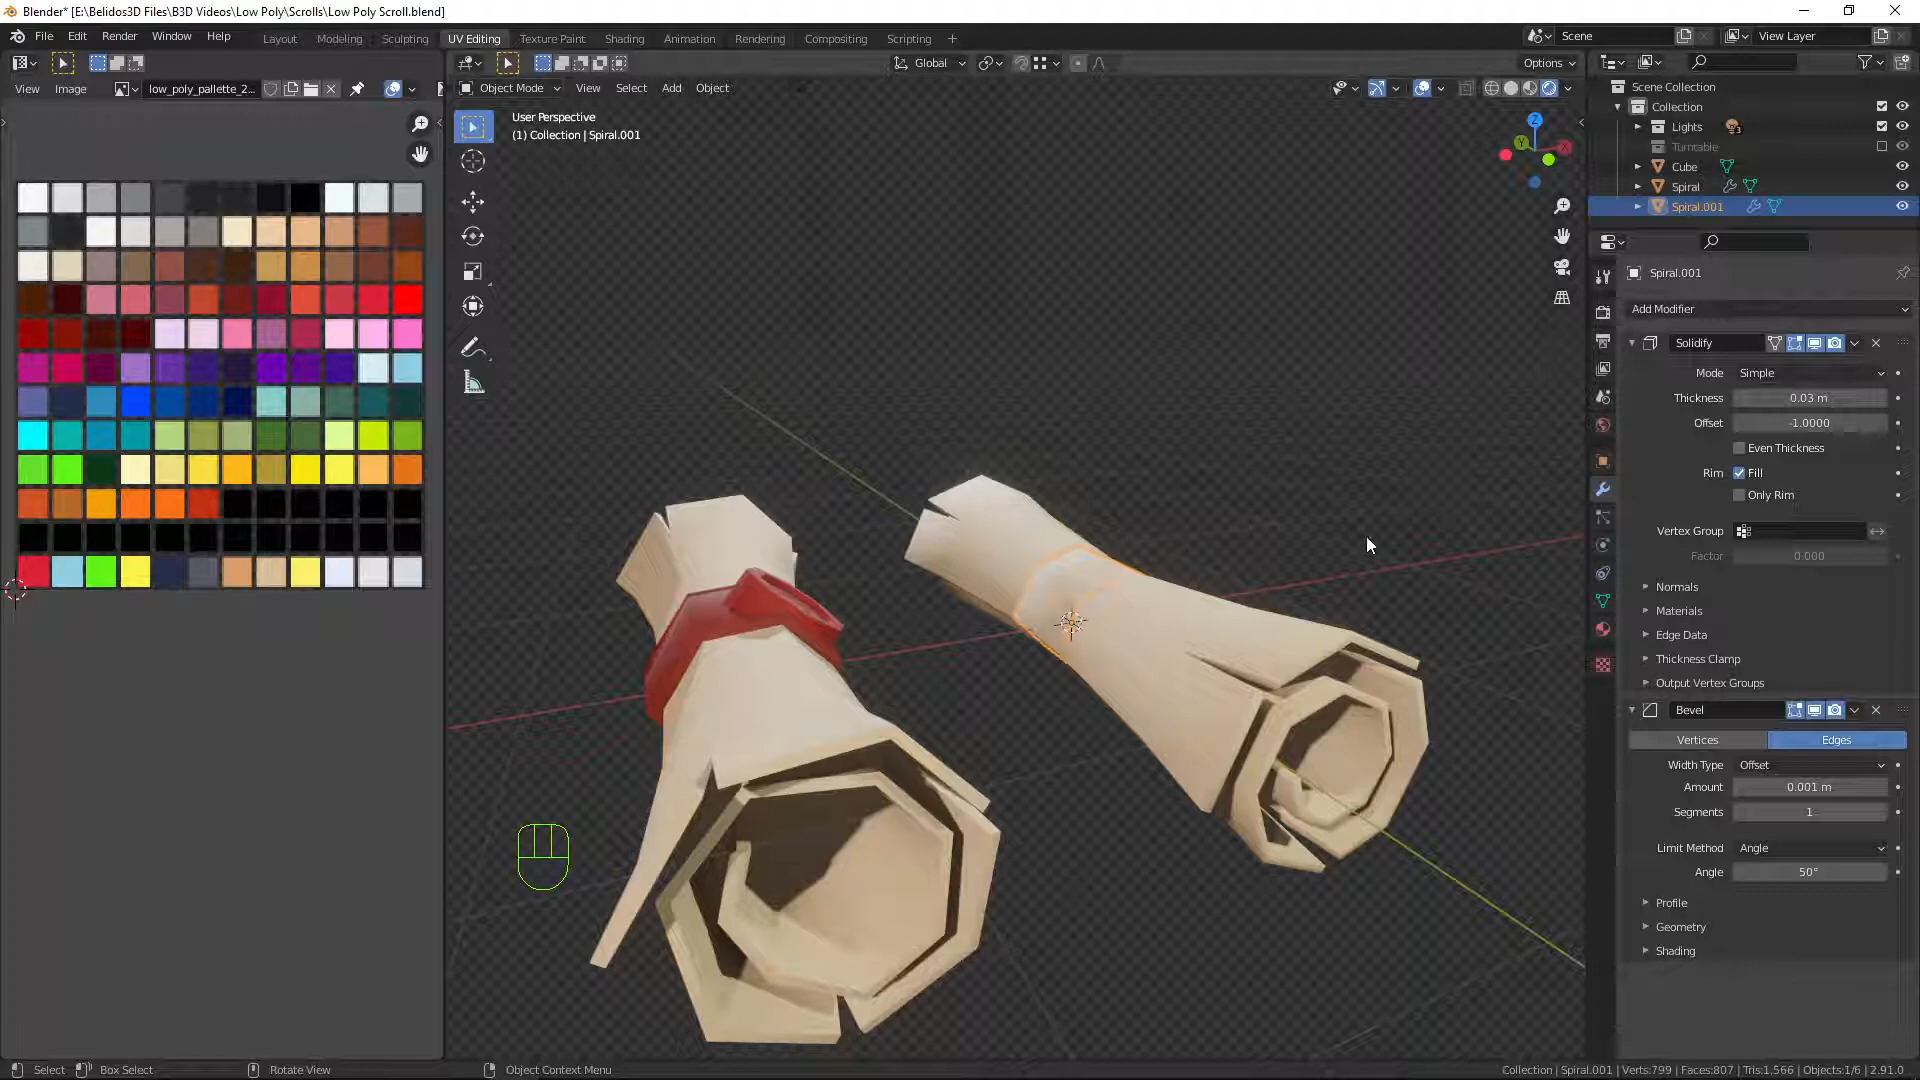 Blender* [E:\Belidos3D Files\B3D Videos\Low Poly\Scrolls\Low Poly Scroll.blend]
File Edit Render Window Help Layout Modeling Sculpting UV Editing Texture Paint Shading Animation Rendering Compositing Scripting + Scene View Layer
Global Options
View Image low_poly_pallette_2... Object Mode View Select Add Object
User Perspective
(1) Collection | Spiral.001
Z
Y
X
Scene Collection
Collection
Lights 3
Turntable
Cube
Spiral
Spiral.001
Spiral.001
Add Modifier
Solidify
Mode Simple
Thickness 0.03 m
Offset -1.0000
Even Thickness
Rim Fill
Only Rim
Vertex Group
Factor 0.000
Normals
Materials
Edge Data
Thickness Clamp
Output Vertex Groups
Bevel
Vertices Edges
Width Type Offset
Amount 0.001 m
Segments 1
Limit Method Angle
Angle 50°
Profile
Geometry
Shading
Select Box Select Rotate View Object Context Menu Collection | Spiral.001 | Verts:799 | Faces:807 | Tris:1,566 | Objects:1/6 | 2.91.0